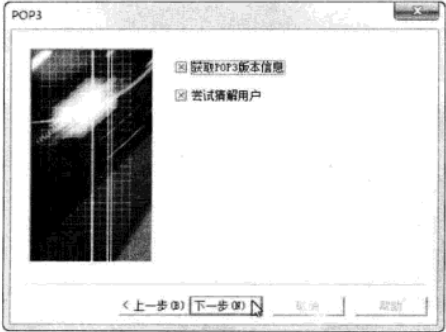 POP3
获取POP3版本信息
尝试猜解用户
< 上一步(B)
下一步(N)
取消
帮助